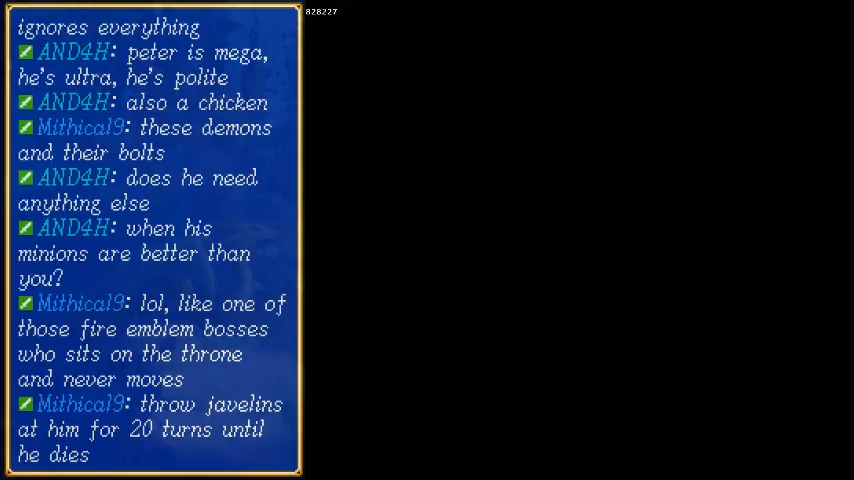 ignores everything
828227
AND4H: peter is mega,
he's ultra, he's polite
AND4H: also a chicken
Mithical9: these demons
and their bolts
AND4H: does he need
anything else
AND4H: when his
minions are better than
you?
Mithical9: lol, like one of
those fire emblem bosses
who sits on the throne
and never moves
Mithical9: throw javelins
at him for 20 turns until
he dies